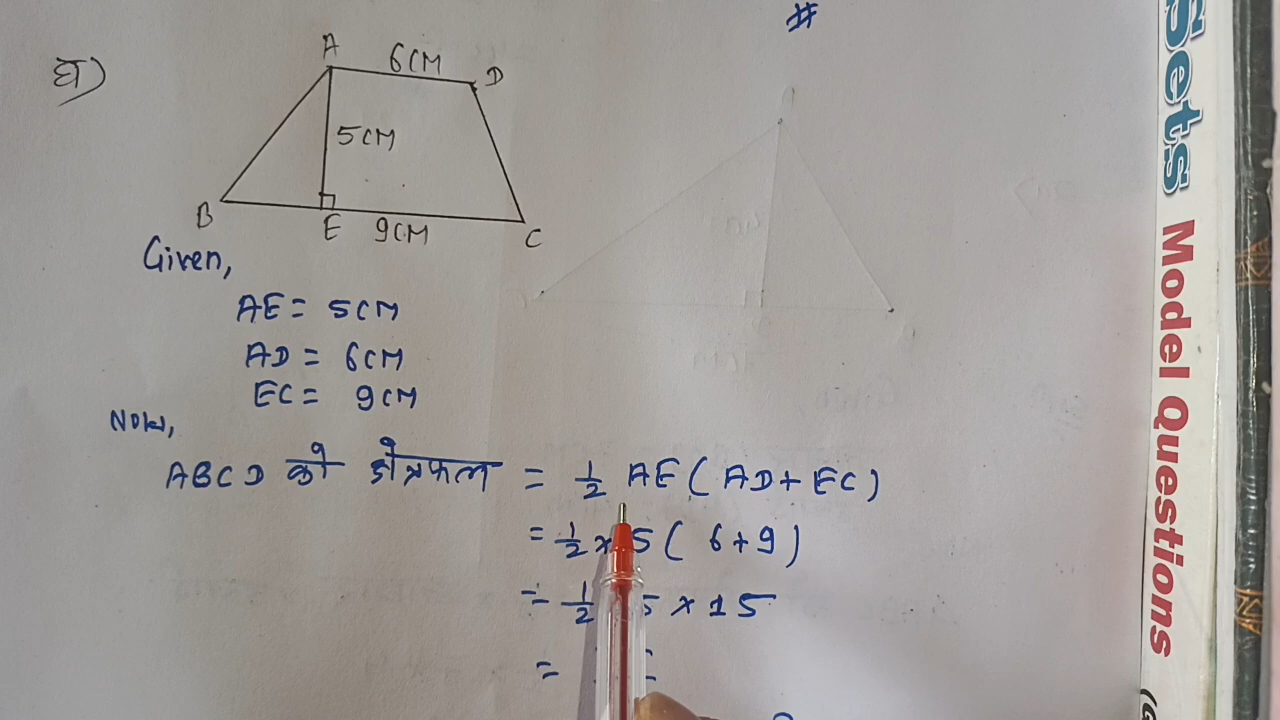 घ)
#
A
6CM
D
5CM
B
E
9CM
C
Given,
AE = 5CM
AD = 6CM
EC = 9CM
Now,
ABCD को क्षेत्रफल = 1/2 AE (AD + EC)
= 1/2 × 5 ( 6+9)
= 1/2 5 × 15
=
Sets Model Questions